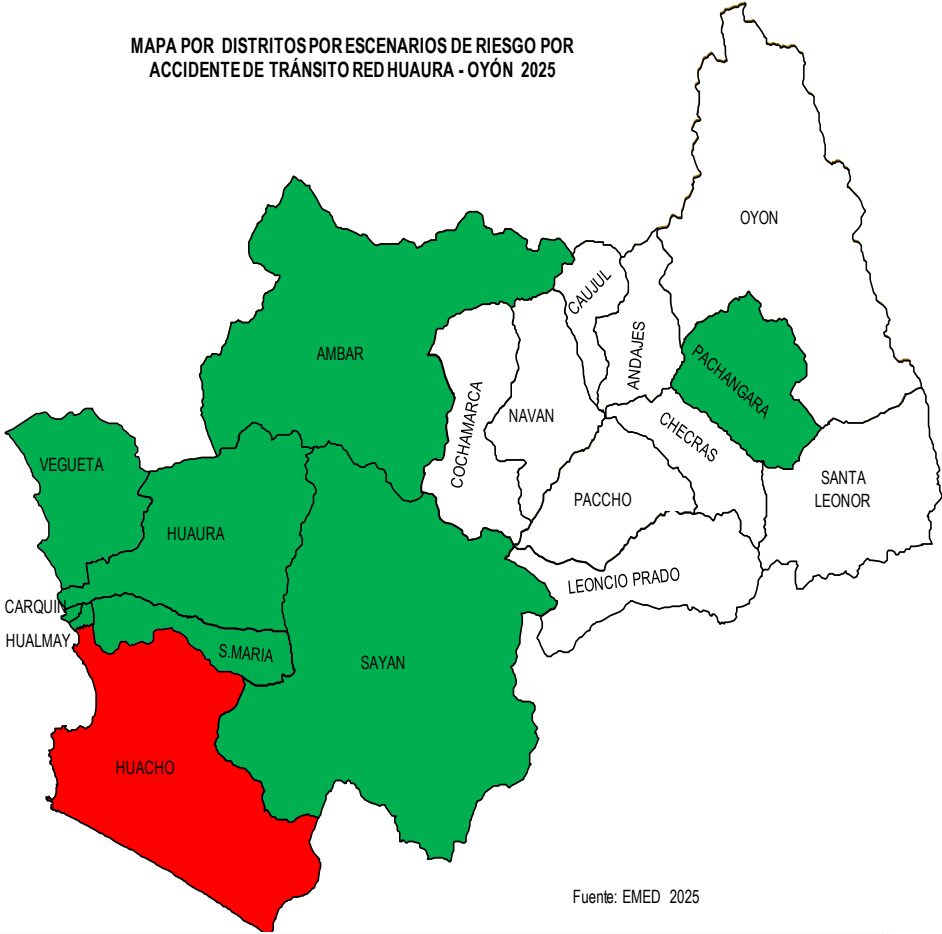 MAPA POR DISTRITOS POR ESCENARIOS DE RIESGO POR
ACCIDENTE DE TRÁNSITO RED HUAURA - OYÓN 2025
OYON
CAUJUL
ANDAJES
AMBAR
PACHANGARA
COCHAMARCA
NAVAN
CHECRAS
VEGUETA
SANTA
LEONOR
PACCHO
HUAURA
LEONCIO PRADO
CARQUIN
HUALMAY
S.MARIA
SAYAN
HUACHO
Fuente: EMED 2025